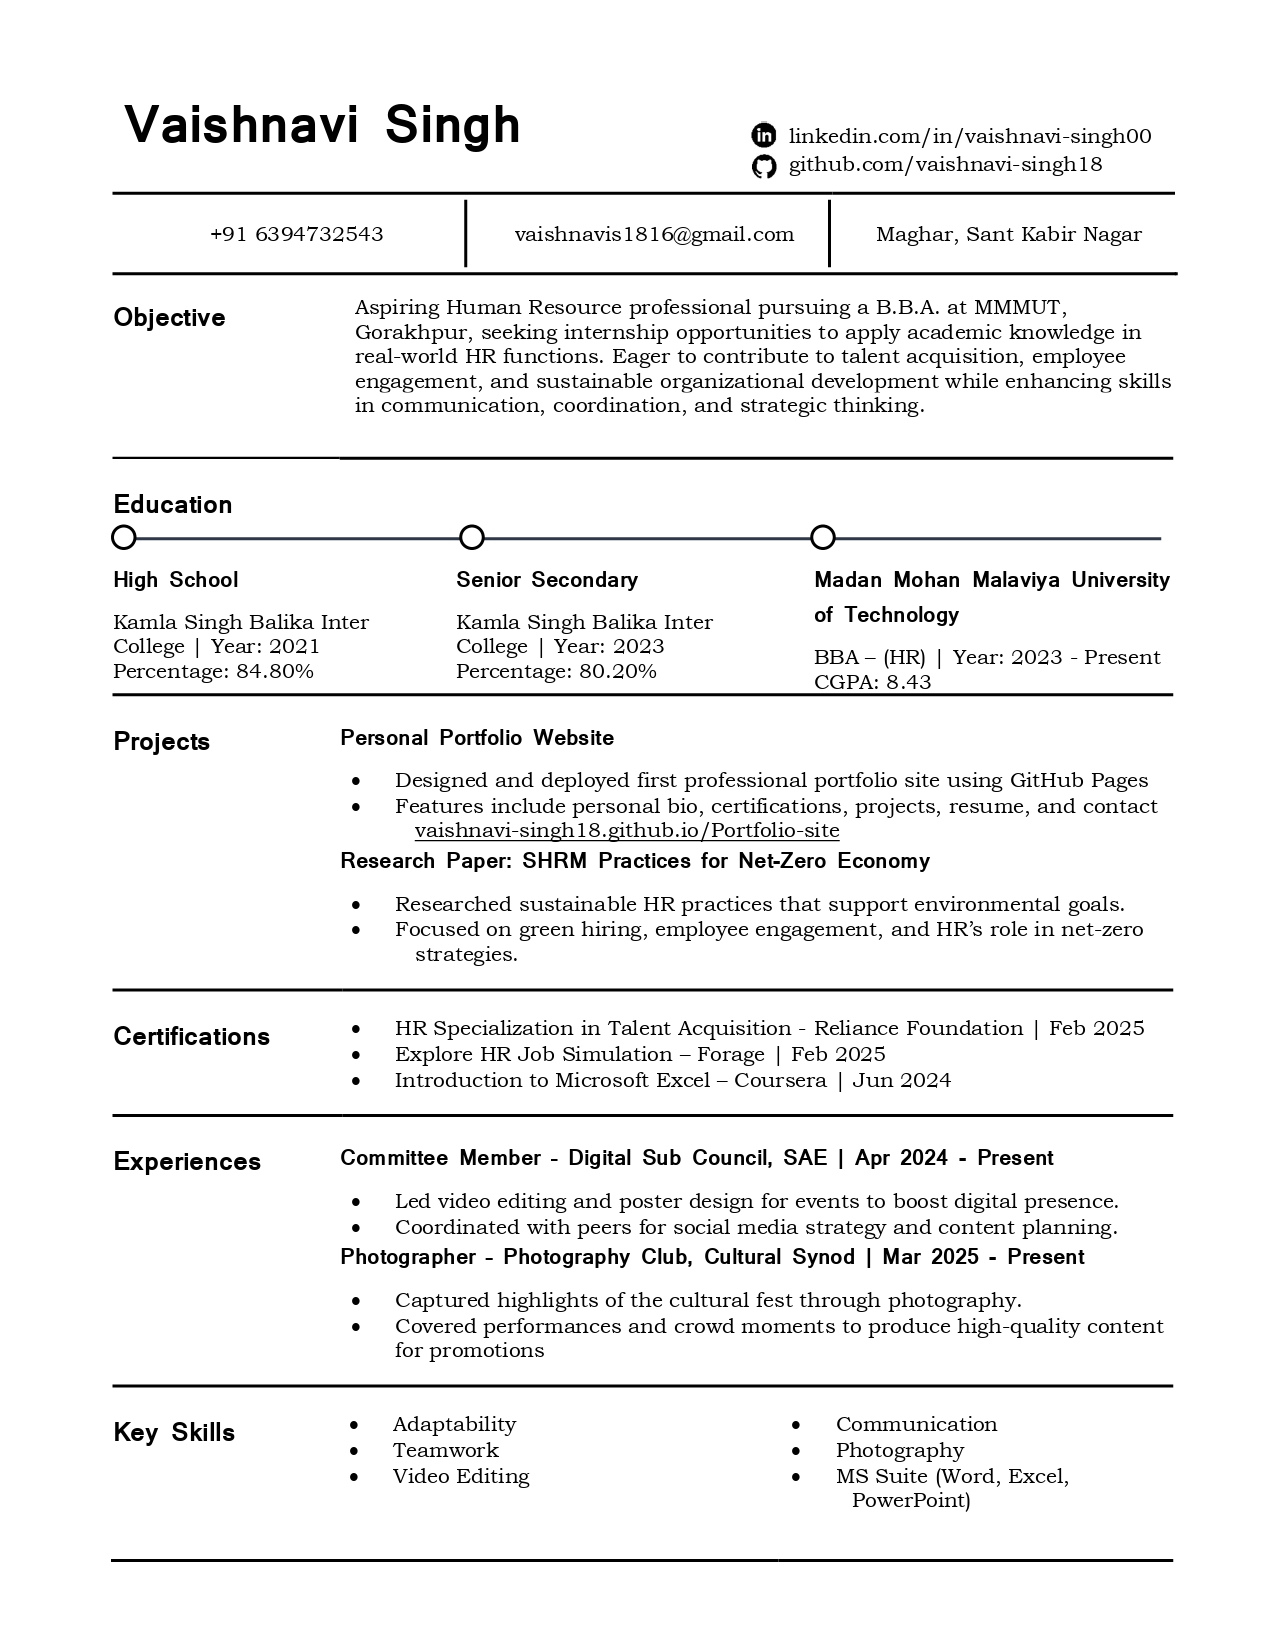 Vaishnavi Singh
linkedin.com/in/vaishnavi-singh00
github.com/vaishnavi-singh18
+91 6394732543
vaishnavis1816@gmail.com
Maghar, Sant Kabir Nagar
Objective
Aspiring Human Resource professional pursuing a B.B.A. at MMMUT,
Gorakhpur, seeking internship opportunities to apply academic knowledge in
real-world HR functions. Eager to contribute to talent acquisition, employee
engagement, and sustainable organizational development while enhancing skills
in communication, coordination, and strategic thinking.
Education
High School
Kamla Singh Balika Inter
College | Year: 2021
Percentage: 84.80%
Senior Secondary
Kamla Singh Balika Inter
College | Year: 2023
Percentage: 80.20%
Madan Mohan Malaviya University
of Technology
BBA – (HR) | Year: 2023 - Present
CGPA: 8.43
Projects
Personal Portfolio Website
• Designed and deployed first professional portfolio site using GitHub Pages
• Features include personal bio, certifications, projects, resume, and contact
vaishnavi-singh18.github.io/Portfolio-site
Research Paper: SHRM Practices for Net-Zero Economy
• Researched sustainable HR practices that support environmental goals.
• Focused on green hiring, employee engagement, and HR’s role in net-zero
strategies.
Certifications
• HR Specialization in Talent Acquisition - Reliance Foundation | Feb 2025
• Explore HR Job Simulation – Forage | Feb 2025
• Introduction to Microsoft Excel – Coursera | Jun 2024
Experiences
Committee Member - Digital Sub Council, SAE | Apr 2024 - Present
• Led video editing and poster design for events to boost digital presence.
• Coordinated with peers for social media strategy and content planning.
Photographer - Photography Club, Cultural Synod | Mar 2025 - Present
• Captured highlights of the cultural fest through photography.
• Covered performances and crowd moments to produce high-quality content
for promotions
Key Skills
• Adaptability
• Teamwork
• Video Editing
• Communication
• Photography
• MS Suite (Word, Excel,
PowerPoint)